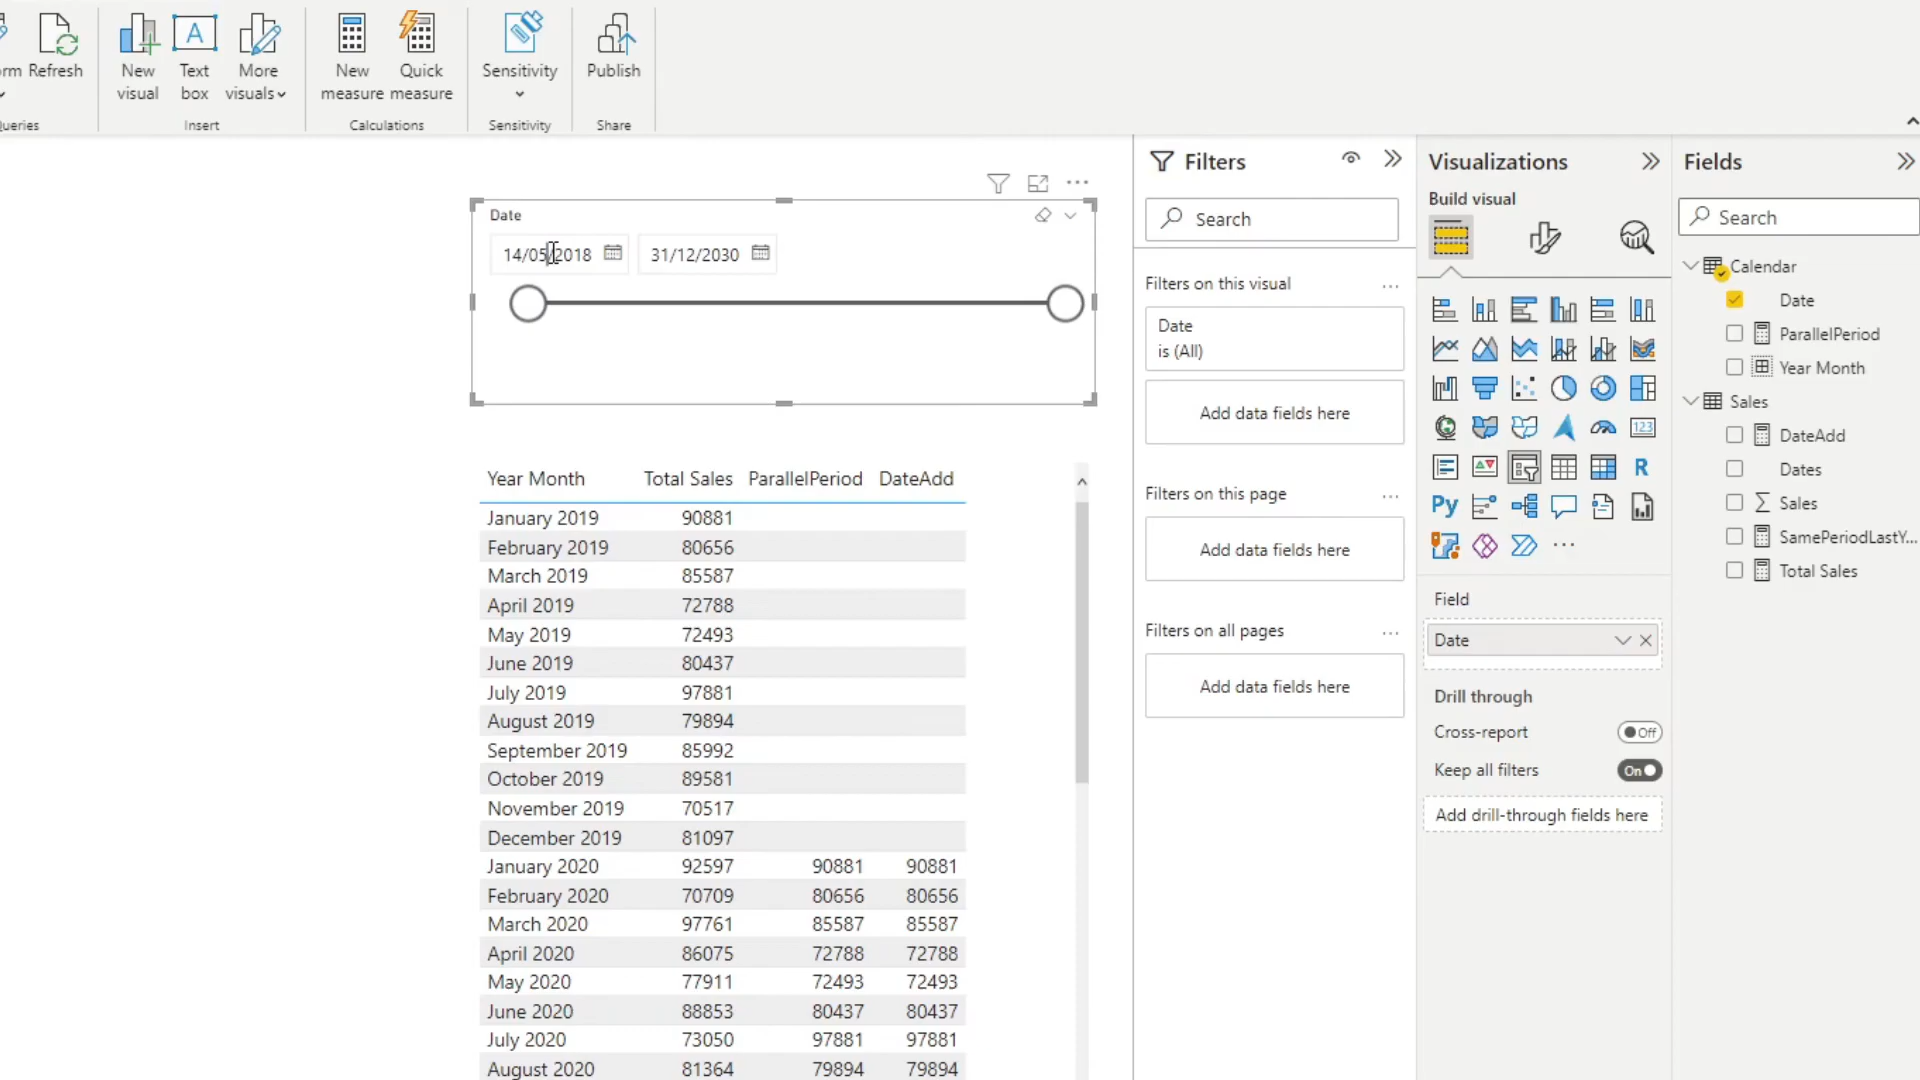 rm Refresh
New visual
Text box
More visuals
New measure
Quick measure
Sensitivity
Publish
Queries
Insert
Calculations
Sensitivity
Share
Date
14/05/2018 31/12/2030
Year Month Total Sales ParallelPeriod DateAdd
January 2019 90881
February 2019 80656
March 2019 85587
April 2019 72788
May 2019 72493
June 2019 80437
July 2019 97881
August 2019 79894
September 2019 85992
October 2019 89581
November 2019 70517
December 2019 81097
January 2020 92597 90881 90881
February 2020 70709 80656 80656
March 2020 97761 85587 85587
April 2020 86075 72788 72788
May 2020 77911 72493 72493
June 2020 88853 80437 80437
July 2020 73050 97881 97881
August 2020 81364 79894 79894
Filters
Search
Filters on this visual
Date
is (All)
Add data fields here
Filters on this page
Add data fields here
Filters on all pages
Add data fields here
Visualizations
Build visual
123
R
Py
Field
Date
Drill through
Cross-report Off
Keep all filters On
Add drill-through fields here
Fields
Search
Calendar
Date
ParallelPeriod
Year Month
Sales
DateAdd
Dates
Sales
SamePeriodLastY...
Total Sales